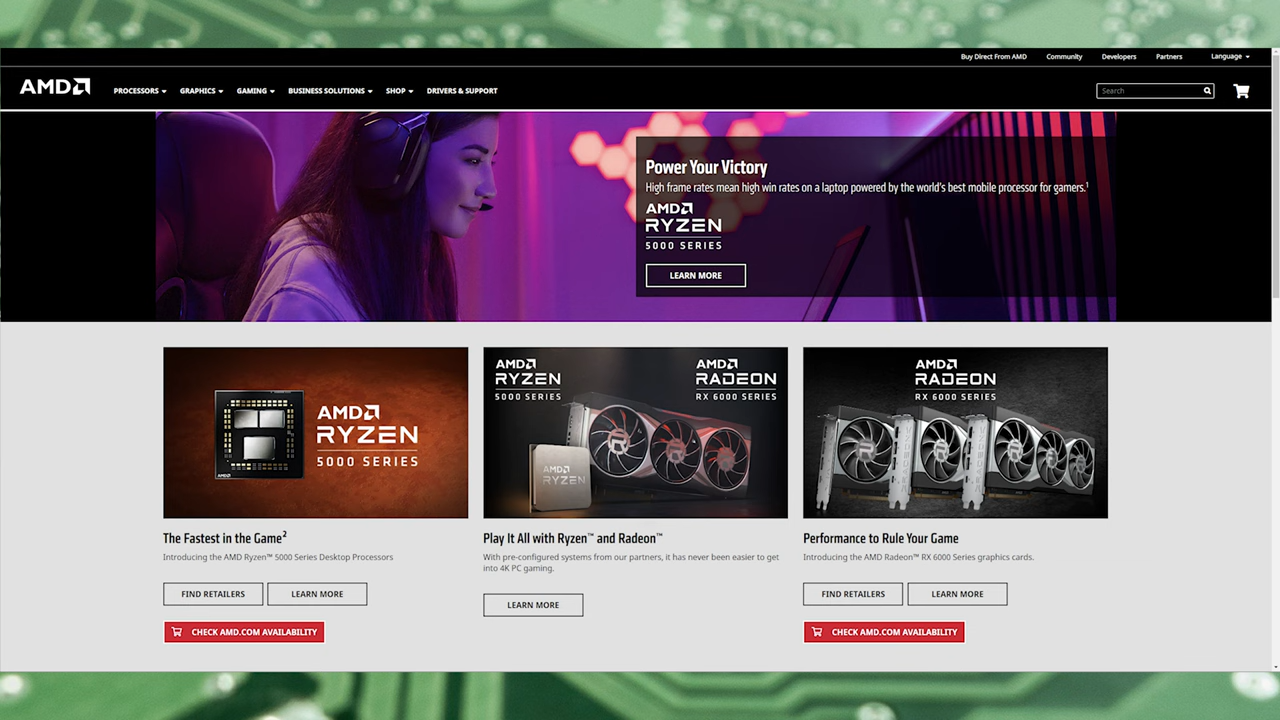 Buy Direct From AMD Community Developers Partners Language
AMD PROCESSORS GRAPHICS GAMING BUSINESS SOLUTIONS SHOP DRIVERS & SUPPORT Search
Power Your Victory
High frame rates mean high win rates on a laptop powered by the world's best mobile processor for gamers.¹
AMD
RYZEN
5000 SERIES
LEARN MORE
AMD
RYZEN
5000 SERIES
AMD
The Fastest in the Game²
Introducing the AMD Ryzen™ 5000 Series Desktop Processors
FIND RETAILERS LEARN MORE
CHECK AMD.COM AVAILABILITY
AMD
RYZEN
5000 SERIES
AMD
RADEON
RX 6000 SERIES
AMD
RYZEN
Play It All with Ryzen™ and Radeon™
With pre-configured systems from our partners, it has never been easier to get
into 4K PC gaming.
LEARN MORE
AMD
RADEON
RX 6000 SERIES
Performance to Rule Your Game
Introducing the AMD Radeon™ RX 6000 Series graphics cards.
FIND RETAILERS LEARN MORE
CHECK AMD.COM AVAILABILITY